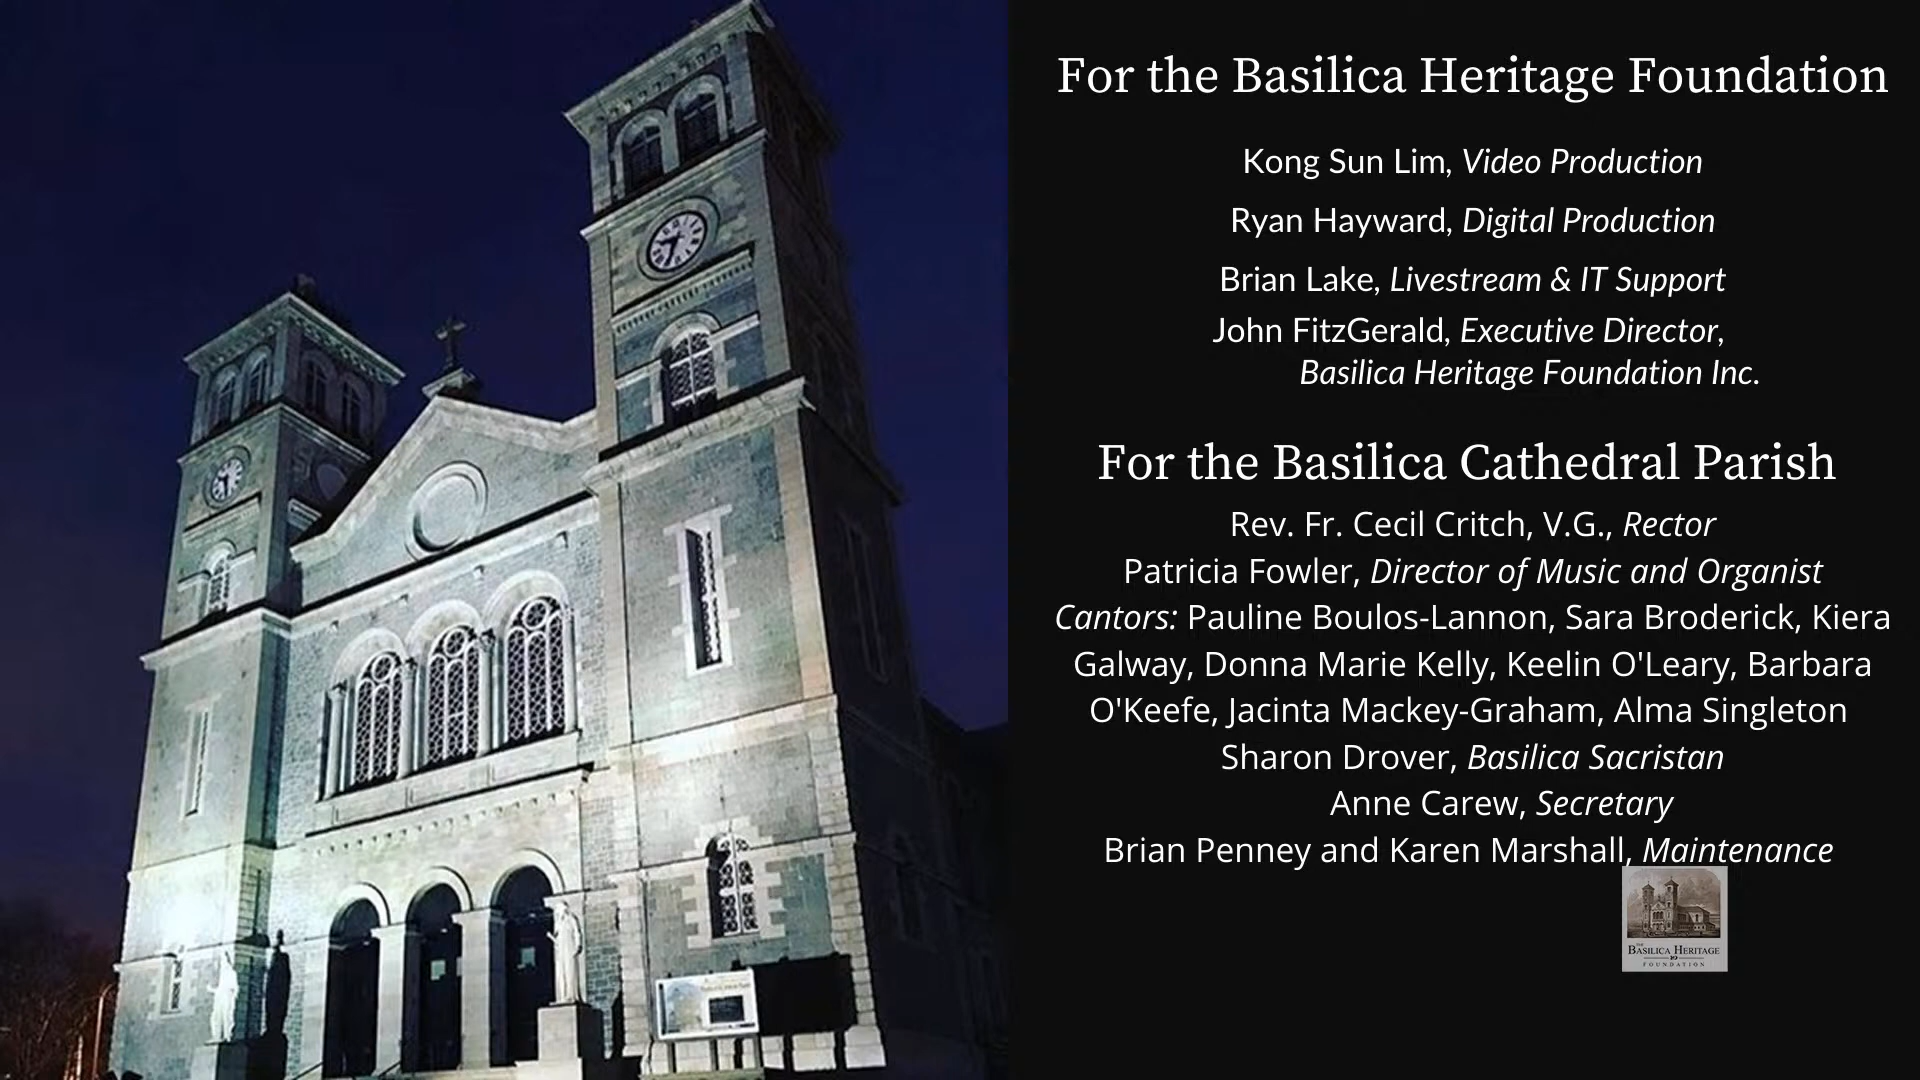 For the Basilica Heritage Foundation
Kong Sun Lim, Video Production
Ryan Hayward, Digital Production
Brian Lake, Livestream & IT Support
John FitzGerald, Executive Director,
Basilica Heritage Foundation Inc.
For the Basilica Cathedral Parish
Rev. Fr. Cecil Critch, V.G., Rector
Patricia Fowler, Director of Music and Organist
Cantors: Pauline Boulos-Lannon, Sara Broderick, Kiera
Galway, Donna Marie Kelly, Keelin O'Leary, Barbara
O'Keefe, Jacinta Mackey-Graham, Alma Singleton
Sharon Drover, Basilica Sacristan
Anne Carew, Secretary
Brian Penney and Karen Marshall, Maintenance
THE
BASILICA HERITAGE
FOUNDATION